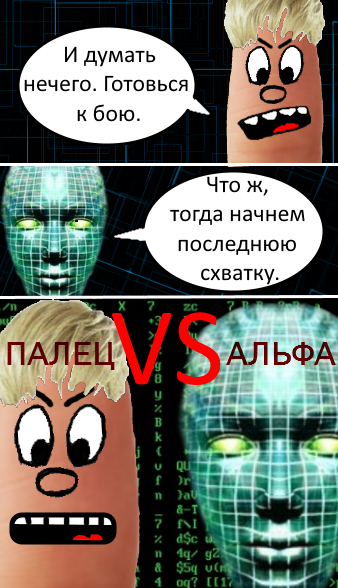 И думать
нечего. Готовься
к бою.
Что ж,
тогда начнем
последнюю
схватку.
ПАЛЕЦ VS АЛЬФА